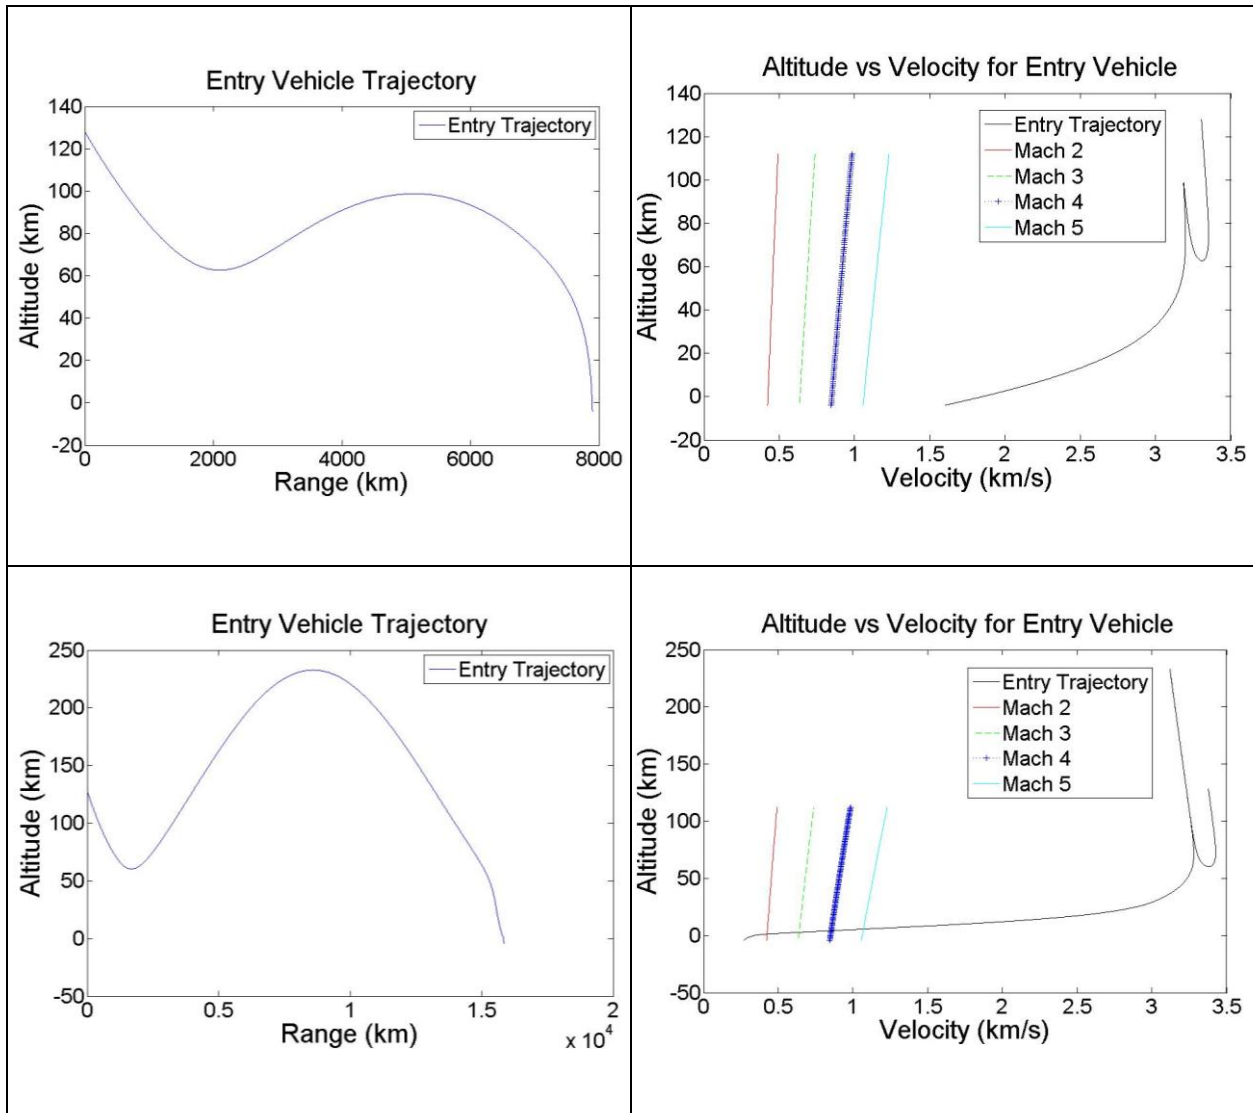 Entry Vehicle Trajectory
Entry Trajectory
140
120
100
80
60
40
20
0
-20
Altitude (km)
0 2000 4000 6000 8000
Range (km)
Altitude vs Velocity for Entry Vehicle
Entry Trajectory
Mach 2
Mach 3
Mach 4
Mach 5
140
120
100
80
60
40
20
0
-20
Altitude (km)
0 0.5 1 1.5 2 2.5 3 3.5
Velocity (km/s)
Entry Vehicle Trajectory
Entry Trajectory
250
200
150
100
50
0
-50
Altitude (km)
0 0.5 1 1.5 2
Range (km)
x 10^4
Altitude vs Velocity for Entry Vehicle
Entry Trajectory
Mach 2
Mach 3
Mach 4
Mach 5
250
200
150
100
50
0
-50
Altitude (km)
0 0.5 1 1.5 2 2.5 3 3.5
Velocity (km/s)